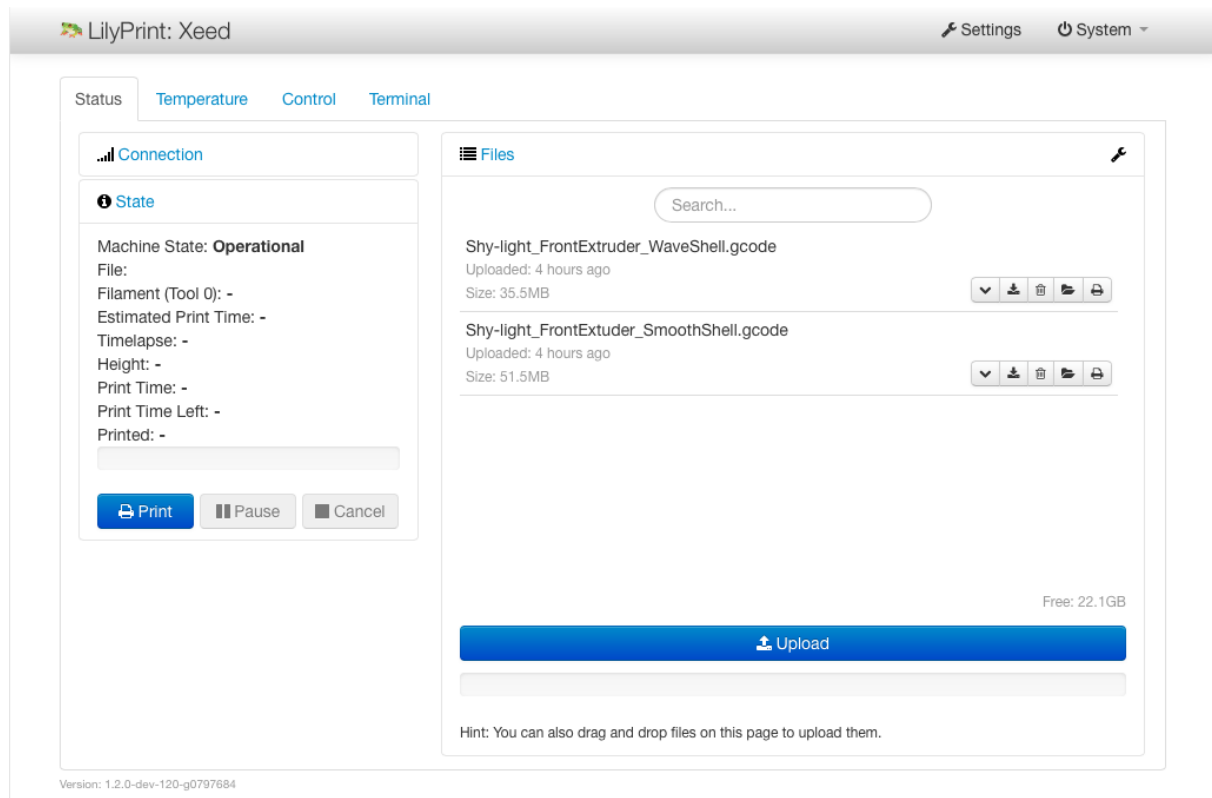 LilyPrint: Xeed
Settings
System
Status
Temperature
Control
Terminal
Connection
State
Machine State: Operational
File:
Filament (Tool 0): -
Estimated Print Time: -
Timelapse: -
Height: -
Print Time: -
Print Time Left: -
Printed: -
Print
Pause
Cancel
Files
Search...
Shy-light_FrontExtruder_WaveShell.gcode
Uploaded: 4 hours ago
Size: 35.5MB
Shy-light_FrontExtuder_SmoothShell.gcode
Uploaded: 4 hours ago
Size: 51.5MB
Free: 22.1GB
Upload
Hint: You can also drag and drop files on this page to upload them.
Version: 1.2.0-dev-120-g0797684